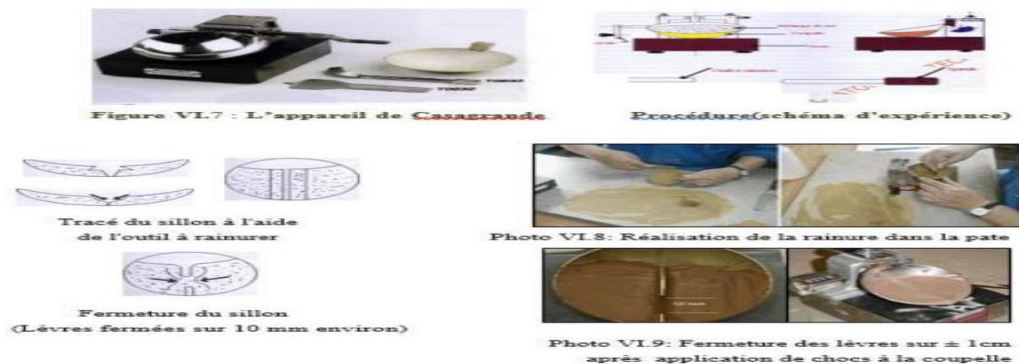 Figure VI.7 : L'appareil de Casagrande
Procédure(schéma d'expérience)
Tracé du sillon à l'aide
de l'outil à rainurer
Photo VI.8: Réalisation de la rainure dans la pate
Fermeture du sillon
(Lèvres fermées sur 10 mm environ)
Photo VI.9: Fermeture des lèvres sur ± 1cm
après application de chocs à la coupelle